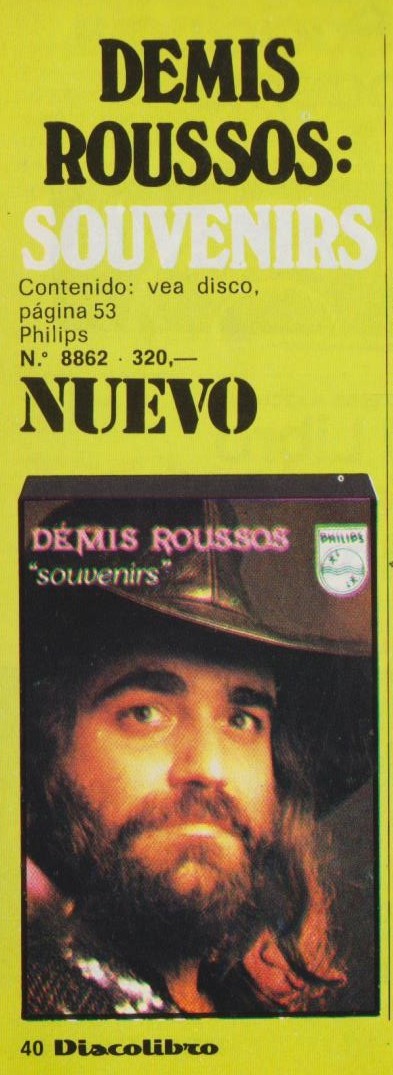 DEMIS
ROUSSOS:
SOUVENIRS
Contenido: vea disco,
página 53
Philips
N.° 8862 · 320,—
NUEVO
DEMIS ROUSSOS
PHILIPS
"souvenirs"
40 Discolibro